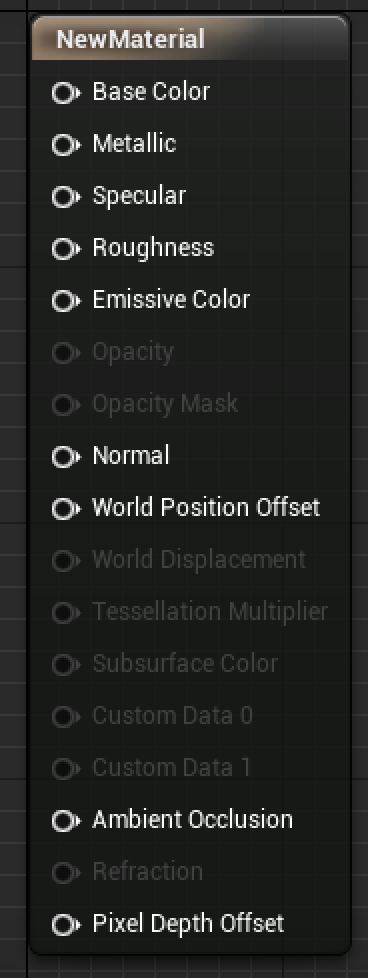 NewMaterial
Base Color
Metallic
Specular
Roughness
Emissive Color
Opacity
Opacity Mask
Normal
World Position Offset
World Displacement
Tessellation Multiplier
Subsurface Color
Custom Data 0
Custom Data 1
Ambient Occlusion
Refraction
Pixel Depth Offset